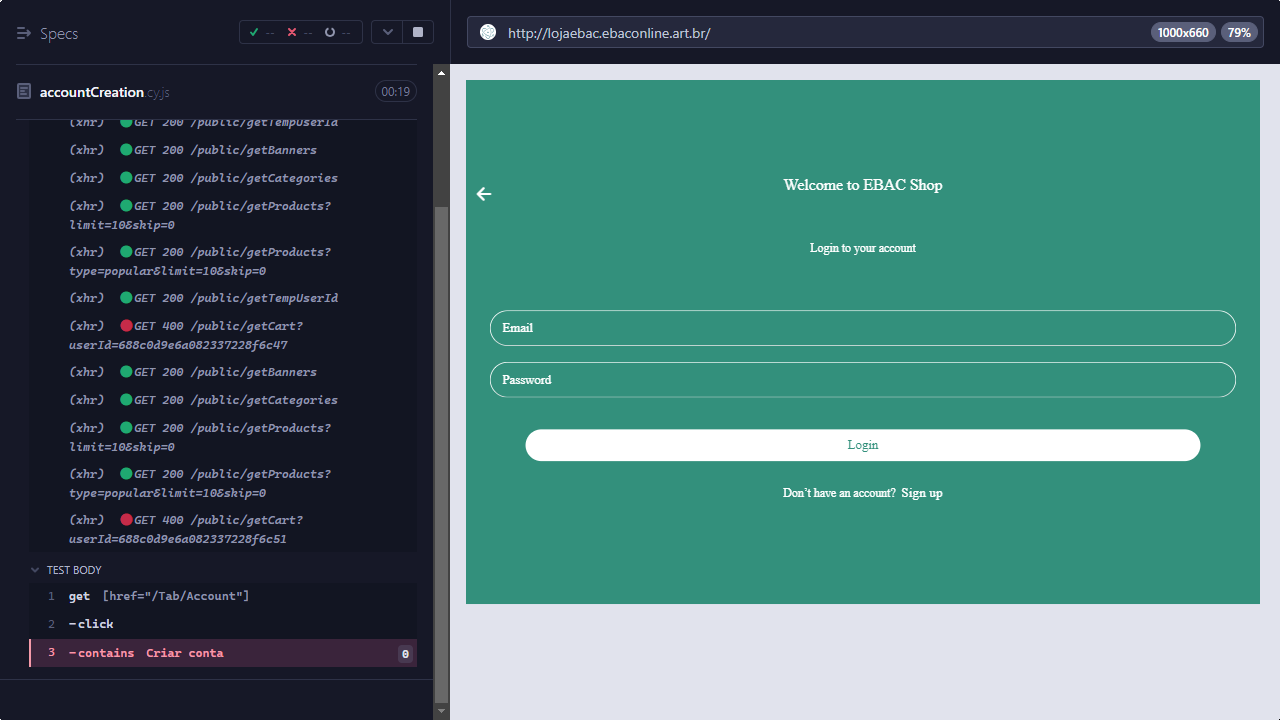 Specs
-- -- --
http://lojaebac.ebaconline.art.br/
1000x660
79%
accountCreation.cy.js
00:19
(xhr) GET 200 /public/getTempUserId
(xhr) GET 200 /public/getBanners
(xhr) GET 200 /public/getCategories
(xhr) GET 200 /public/getProducts?
limit=10&skip=0
(xhr) GET 200 /public/getProducts?
type=popular&limit=10&skip=0
(xhr) GET 200 /public/getTempUserId
(xhr) GET 400 /public/getCart?
userId=688c0d9e6a082337228f6c47
(xhr) GET 200 /public/getBanners
(xhr) GET 200 /public/getCategories
(xhr) GET 200 /public/getProducts?
limit=10&skip=0
(xhr) GET 200 /public/getProducts?
type=popular&limit=10&skip=0
(xhr) GET 400 /public/getCart?
userId=688c0d9e6a082337228f6c51
TEST BODY
1 get [href="/Tab/Account"]
2 -click
3 -contains Criar conta 0
Welcome to EBAC Shop
Login to your account
Email
Password
Login
Don’t have an account? Sign up